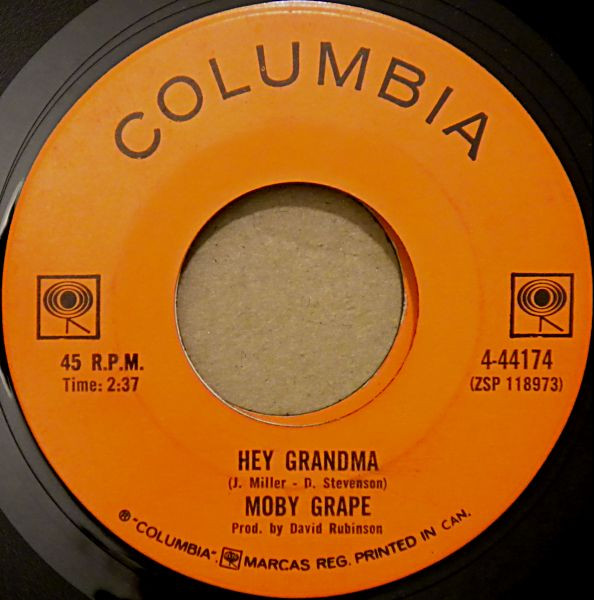 COLUMBIA
45 R.P.M.
Time: 2:37
4-44174
(ZSP 118973)
HEY GRANDMA
(J. Miller - D. Stevenson)
MOBY GRAPE
Prod. by David Rubinson
® "COLUMBIA". MARCAS REG. PRINTED IN CAN.